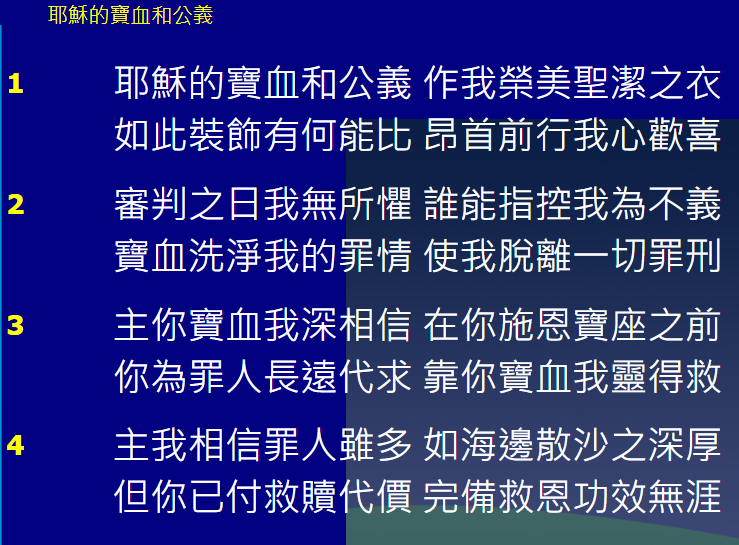 耶穌的寶血和公義
1 耶穌的寶血和公義 作我榮美聖潔之衣
如此裝飾有何能比 昂首前行我心歡喜
2 審判之日我無所懼 誰能指控我為不義
寶血洗淨我的罪情 使我脫離一切罪刑
3 主你寶血我深相信 在你施恩寶座之前
你為罪人長遠代求 靠你寶血我靈得救
4 主我相信罪人雖多 如海邊散沙之深厚
但你已付救贖代價 完備救恩功效無涯